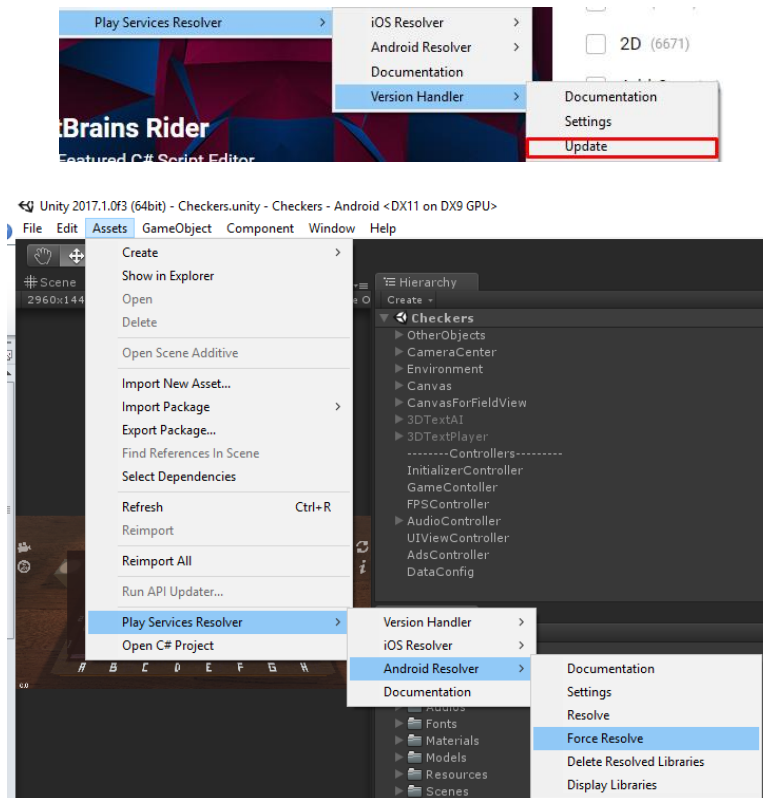 Play Services Resolver > iOS Resolver >
Android Resolver > 2D (6671)
Documentation
Version Handler > Documentation
tBrains Rider Settings
Featured C# Script Editor Update
Unity 2017.1.0f3 (64bit) - Checkers.unity - Checkers - Android <DX11 on DX9 GPU>
File Edit Assets GameObject Component Window Help
Create >
Show in Explorer
Open
Delete
Open Scene Additive
Import New Asset...
Import Package >
Export Package...
Find References In Scene
Select Dependencies
Refresh Ctrl+R
Reimport
Reimport All
Run API Updater...
Play Services Resolver >
Open C# Project
# Scene
2960x144
Hierarchy
Create
Checkers
OtherObjects
CameraCenter
Environment
Canvas
CanvasForFieldView
3DTextAI
3DTextPlayer
--------Controllers---------
InitializerController
GameContoller
FPSController
AudioController
UIViewController
AdsController
DataConfig
Version Handler >
iOS Resolver >
Android Resolver >
Documentation
Documentation
Settings
Resolve
Force Resolve
Delete Resolved Libraries
Display Libraries
A B C D E F G H
Audios
Fonts
Materials
Models
Resources
Scenes